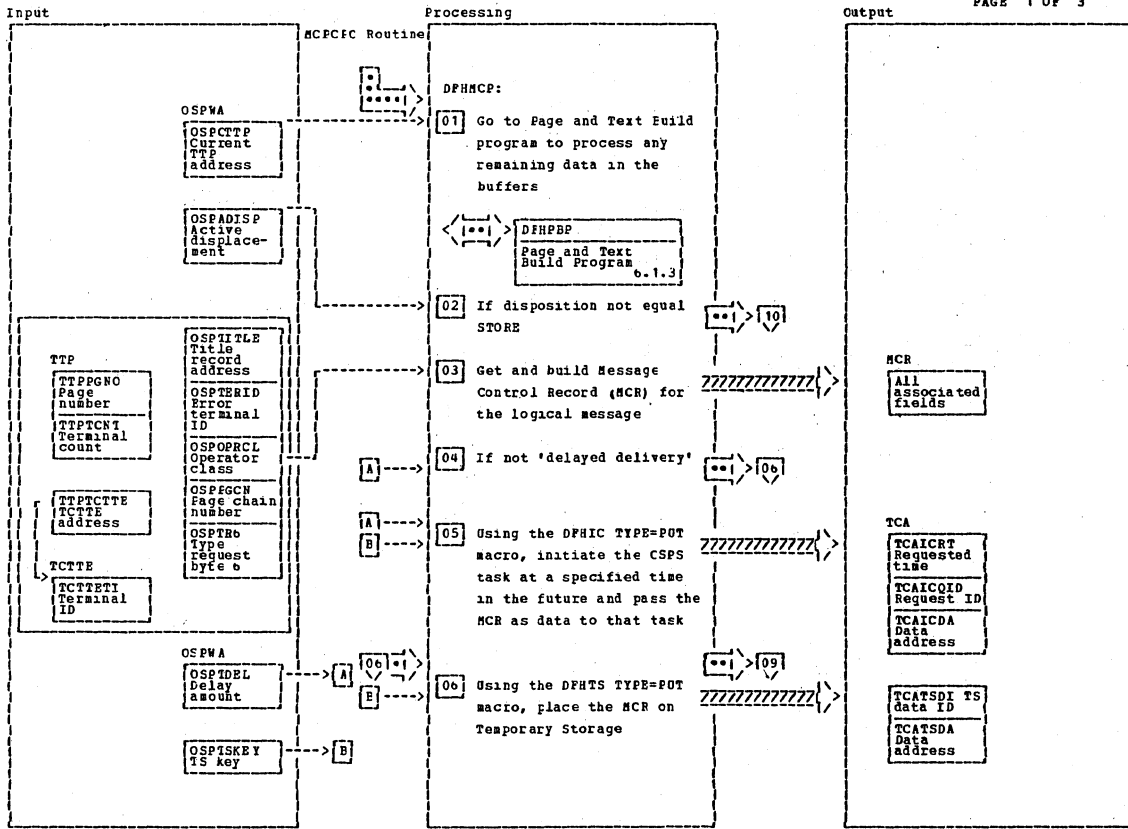 PAGE 1 OF 3
Input
Processing
Output
MCPCFC Routine
DFHMCP:
OSPWA
OSPCTTP
Current
TTP
address
01 Go to Page and Text Build
program to process any
remaining data in the
buffers
OSPADISP
Active
displace-
ment
DFHPBP
Page and Text
Build Program
6.1.3
02 If disposition not equal
STORE
10
TTP
TTPPGNO
Page
number
TTPTCNT
Terminal
count
TTPTCTTE
TCTTE
address
TCTTE
TCTTETI
Terminal
ID
OSPTITLE
Title
record
address
OSPTERID
Error
terminal
ID
OSPOPRCL
Operator
class
OSPPGCN
Page chain
number
OSPTR6
Type
request
byte 6
03 Get and build Message
Control Record (MCR) for
the logical message
MCR
All
associated
fields
A
04 If not 'delayed delivery'
06
A
B
05 Using the DFHIC TYPE=PUT
macro, initiate the CSPS
task at a specified time
in the future and pass the
MCR as data to that task
TCA
TCAICRT
Requested
time
TCAICQID
Request ID
TCAICDA
Data
address
09
OSPWA
OSPTDEL
Delay
amount
A
06
B
06 Using the DFHTS TYPE=PUT
macro, place the MCR on
Temporary Storage
TCATSDI TS
data ID
TCATSDA
Data
address
OSPTSKEY
TS key
B